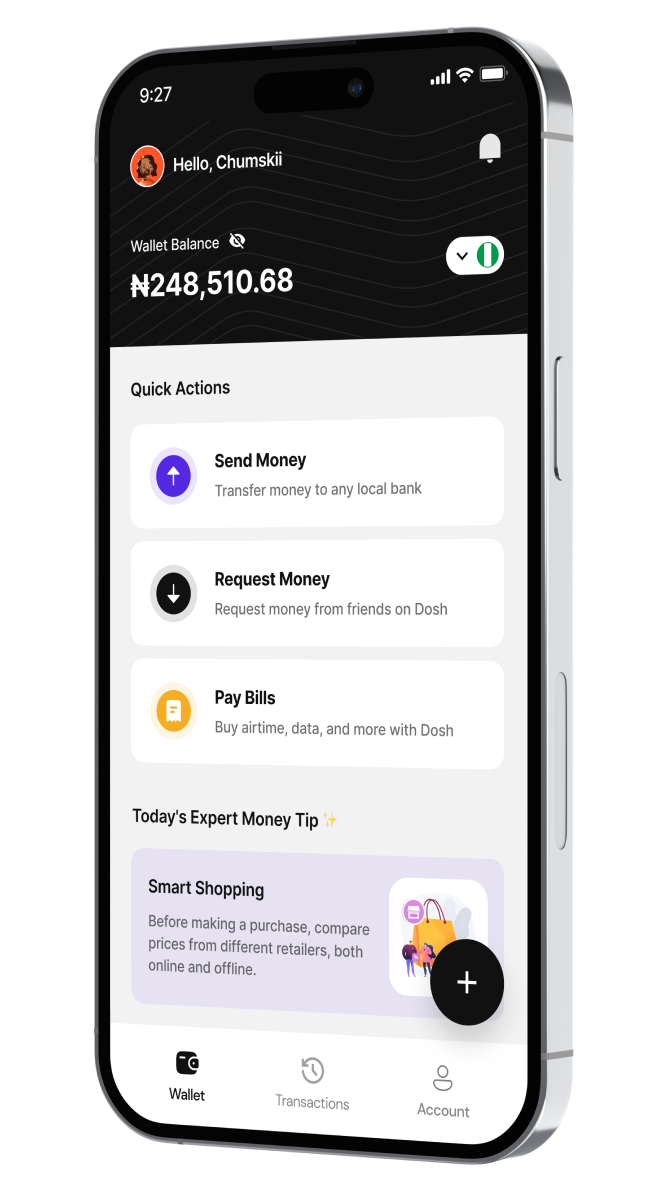 9:27
Hello, Chumskii
Wallet Balance
₦248,510.68
Quick Actions
Send Money
Transfer money to any local bank
Request Money
Request money from friends on Dosh
Pay Bills
Buy airtime, data, and more with Dosh
Today's Expert Money Tip ✨
Smart Shopping
Before making a purchase, compare
prices from different retailers, both
online and offline.
Wallet
Transactions
Account